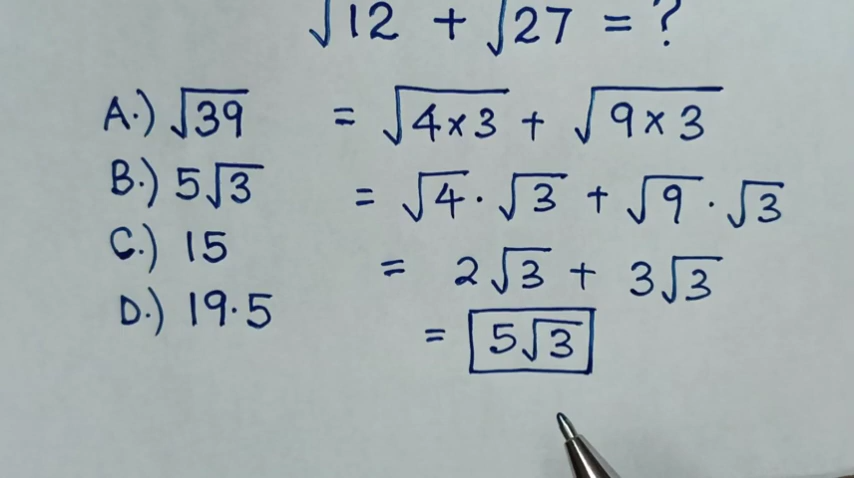 √12 + √27 = ?
A.) √39
B.) 5√3
C.) 15
D.) 19.5
= √4×3 + √9×3
= √4 · √3 + √9 · √3
= 2√3 + 3√3
= 5√3